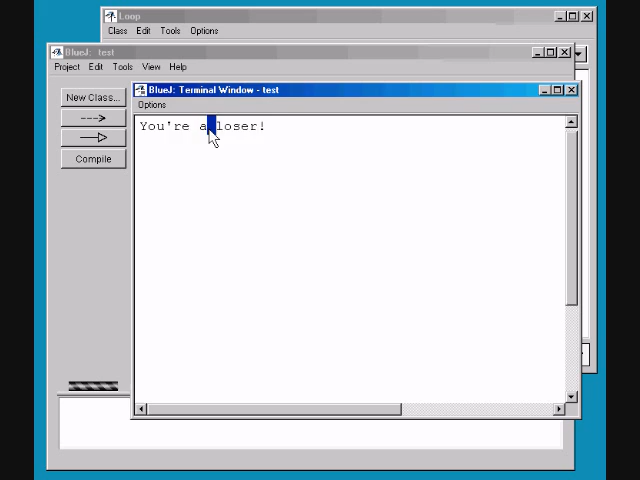 Loop
Class Edit Tools Options
BlueJ: test
Project Edit Tools View Help
BlueJ: Terminal Window - test
New Class...
Options
You're a loser!
Compile